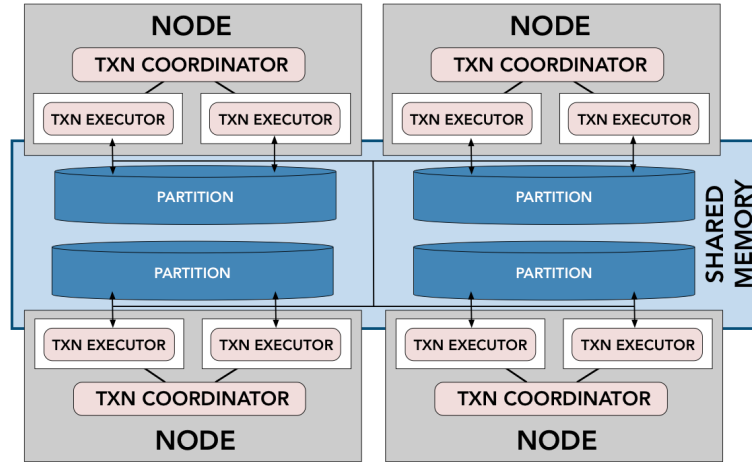 NODE
TXN COORDINATOR
TXN EXECUTOR
TXN EXECUTOR
NODE
TXN COORDINATOR
TXN EXECUTOR
TXN EXECUTOR
PARTITION
PARTITION
PARTITION
PARTITION
SHARED
MEMORY
TXN EXECUTOR
TXN EXECUTOR
TXN COORDINATOR
NODE
TXN EXECUTOR
TXN EXECUTOR
TXN COORDINATOR
NODE